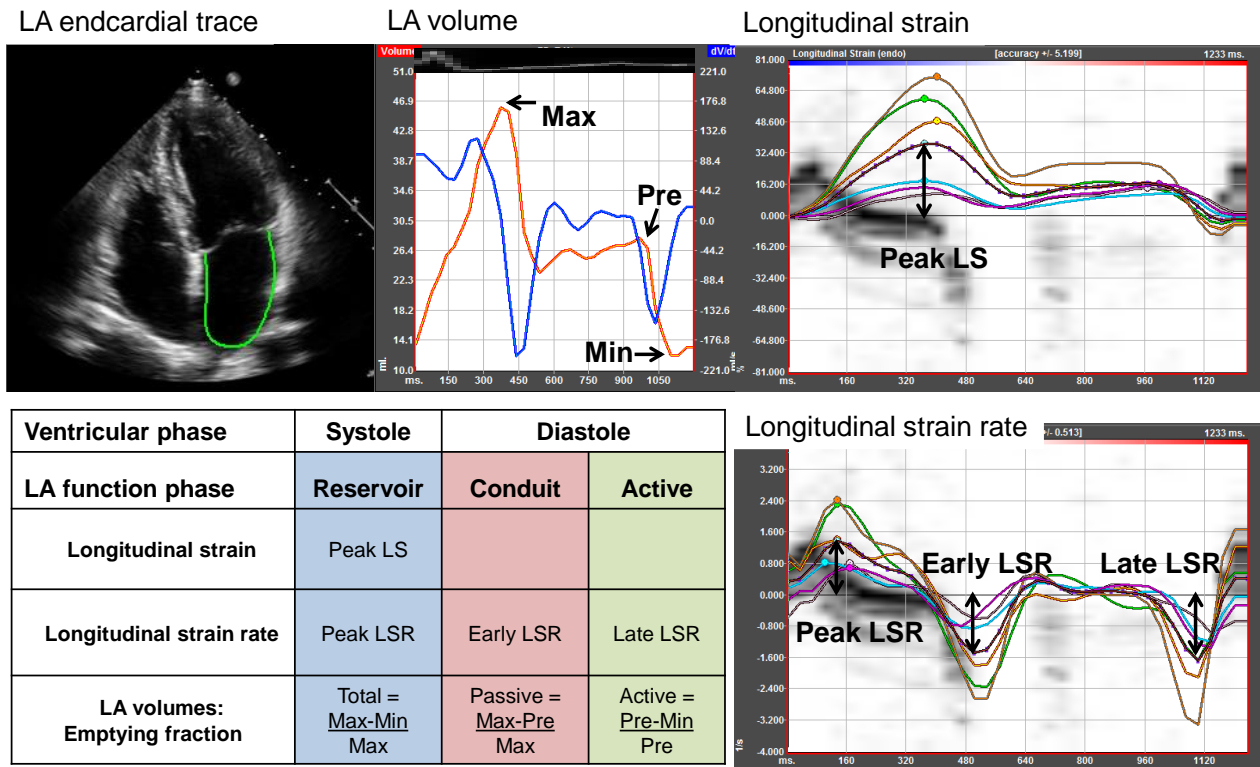 LA endcardial trace
LA volume
Longitudinal strain
Volume
dV/dt
51.0
46.9
42.8
38.7
34.6
30.5
26.4
22.3
18.2
14.1
10.0
ml.
221.0
176.8
132.6
88.4
44.2
0.0
-44.2
-88.4
-132.6
-176.8
-221.0
ml/s
Max
Pre
Min
ms. 150 300 450 600 750 900 1050
Longitudinal Strain (endo) [accuracy +/- 5.199] 1233 ms.
81.000
64.800
48.600
32.400
16.200
0.000
-16.200
-32.400
-48.600
-64.800
-81.000
%
Peak LS
ms. 160 320 480 640 800 960 1120
Ventricular phase Systole Diastole
LA function phase Reservoir Conduit Active
Longitudinal strain Peak LS
Longitudinal strain rate Peak LSR Early LSR Late LSR
LA volumes:
Emptying fraction
Total =
Max-Min
Max
Passive =
Max-Pre
Max
Active =
Pre-Min
Pre
Longitudinal strain rate
+/- 0.513] 1233 ms.
3.200
2.400
1.600
0.800
0.000
-0.800
-1.600
-2.400
-3.200
-4.000
1/s
Early LSR
Late LSR
Peak LSR
ms. 160 320 480 640 800 960 1120